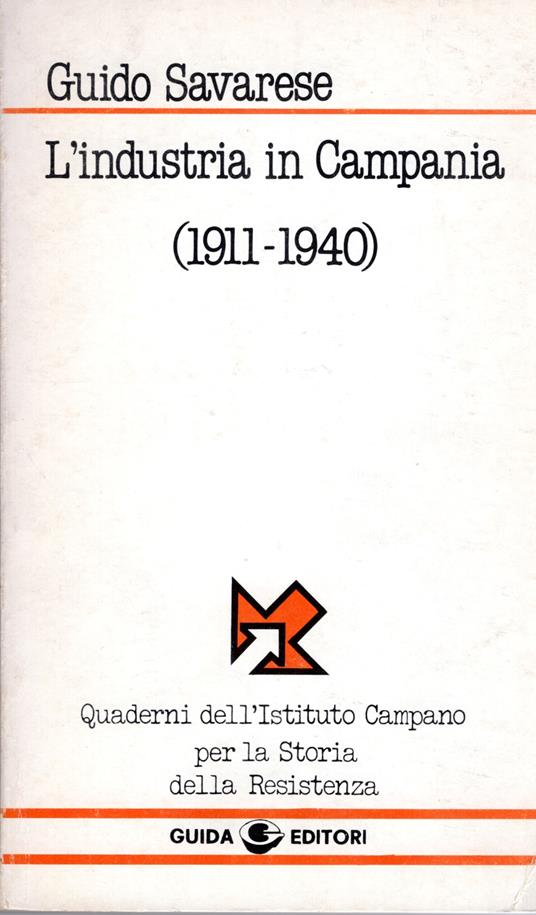 Guido Savarese
L'industria in Campania
(1911-1940)
Quaderni dell'Istituto Campano
per la Storia
della Resistenza
GUIDA EDITORI